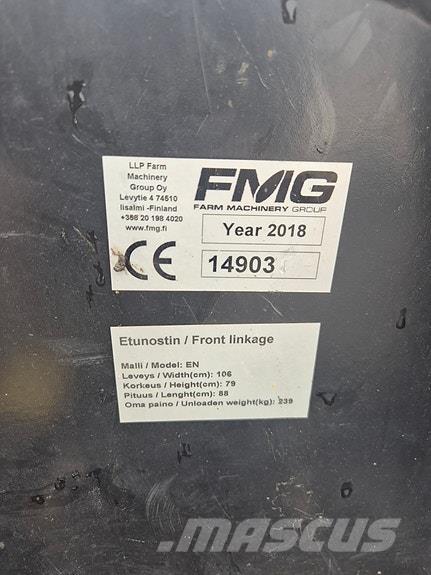 LLP Farm
Machinery
Group Oy
Levytie 4 74510
Iisalmi -Finland
+386 20 198 4020
www.fmg.fi
FMG
FARM MACHINERY GROUP
Year 2018
CE
14903
Etunostin / Front linkage
Malli / Model: EN
Leveys / Width(cm): 106
Korkeus / Height(cm): 79
Pituus / Lenght(cm): 88
Oma paino / Unloaden weight(kg): 239
MASCUS